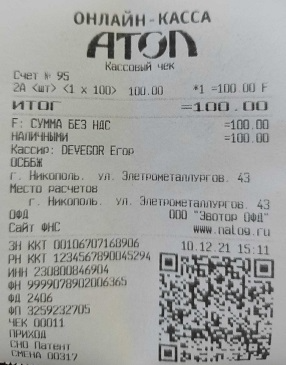 ОНЛАЙН-КАССА
АТОЛ
Кассовый чек
Счет № 95
2А <шт> <1 x 100> 100.00 *1 =100.00 F
ИТОГ =100.00
F: СУММА БЕЗ НДС =100.00
НАЛИЧНЫМИ =100.00
Кассир: DEVEGOR Егор
ОСББЖ
г. Никополь. ул. Элетрометаллургов. 43
Место расчетов
г. Никополь. ул. Элетрометаллургов. 43
ОФД ООО "Эвотор ОФД"
Сайт ФНС www.nalog.ru
ЗН ККТ 00106707168906 10.12.21 15:11
РН ККТ 1234567890045294
ИНН 230800846904
ФН 9999078902006365
ФД 2406
ФП 3259232705
ЧЕК 00011
ПРИХОД
СНО Патент
СМЕНА 00317